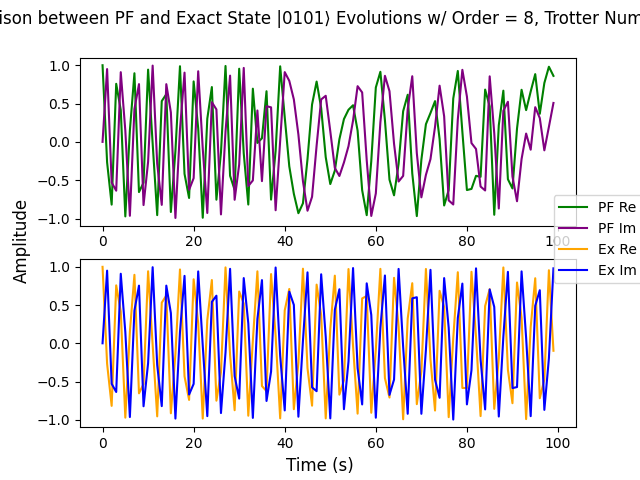 ison between PF and Exact State |0101⟩ Evolutions w/ Order = 8, Trotter Num
1.0
0.5
0.0
−0.5
−1.0
0 20 40 60 80 100
PF Re
PF Im
Ex Re
Ex Im
Amplitude
1.0
0.5
0.0
−0.5
−1.0
0 20 40 60 80 100
Time (s)